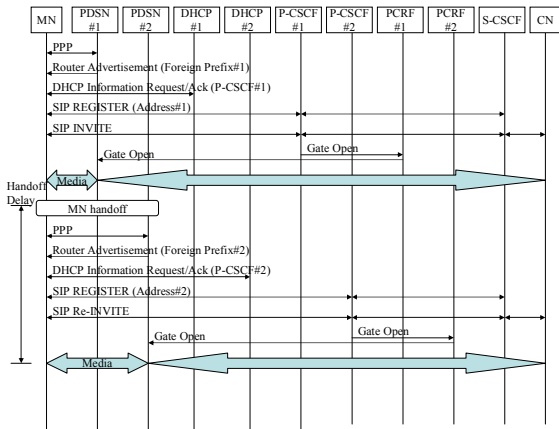 MN
PDSN
#1
PDSN
#2
DHCP
#1
DHCP
#2
P-CSCF
#1
P-CSCF
#2
PCRF
#1
PCRF
#2
S-CSCF
CN
PPP
Router Advertisement (Foreign Prefix#1)
DHCP Information Request/Ack (P-CSCF#1)
SIP REGISTER (Address#1)
SIP INVITE
Gate Open
Gate Open
Media
Handoff
Delay
MN handoff
PPP
Router Advertisement (Foreign Prefix#2)
DHCP Information Request/Ack (P-CSCF#2)
SIP REGISTER (Address#2)
SIP Re-INVITE
Gate Open
Gate Open
Media